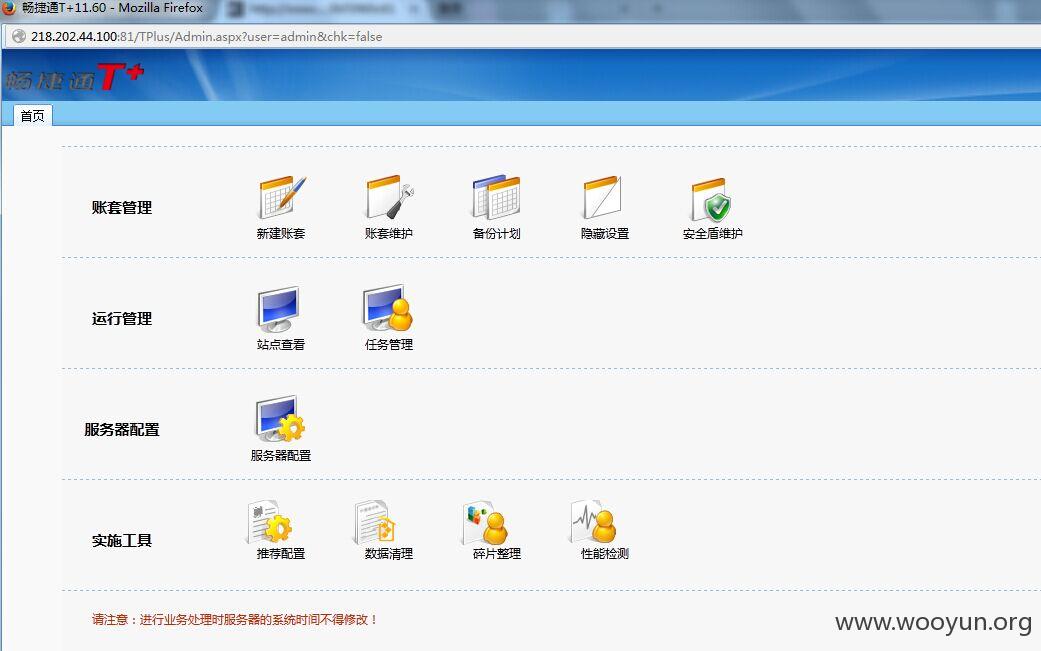 畅捷通T+11.60 - Mozilla Firefox
218.202.44.100:81/TPlus/Admin.aspx?user=admin&chk=false
畅捷通T+
首页
账套管理
新建账套 账套维护 备份计划 隐藏设置 安全盾维护
运行管理
站点查看 任务管理
服务器配置
服务器配置
实施工具
推荐配置 数据清理 碎片整理 性能检测
请注意：进行业务处理时服务器的系统时间不得修改！
www.wooyun.org